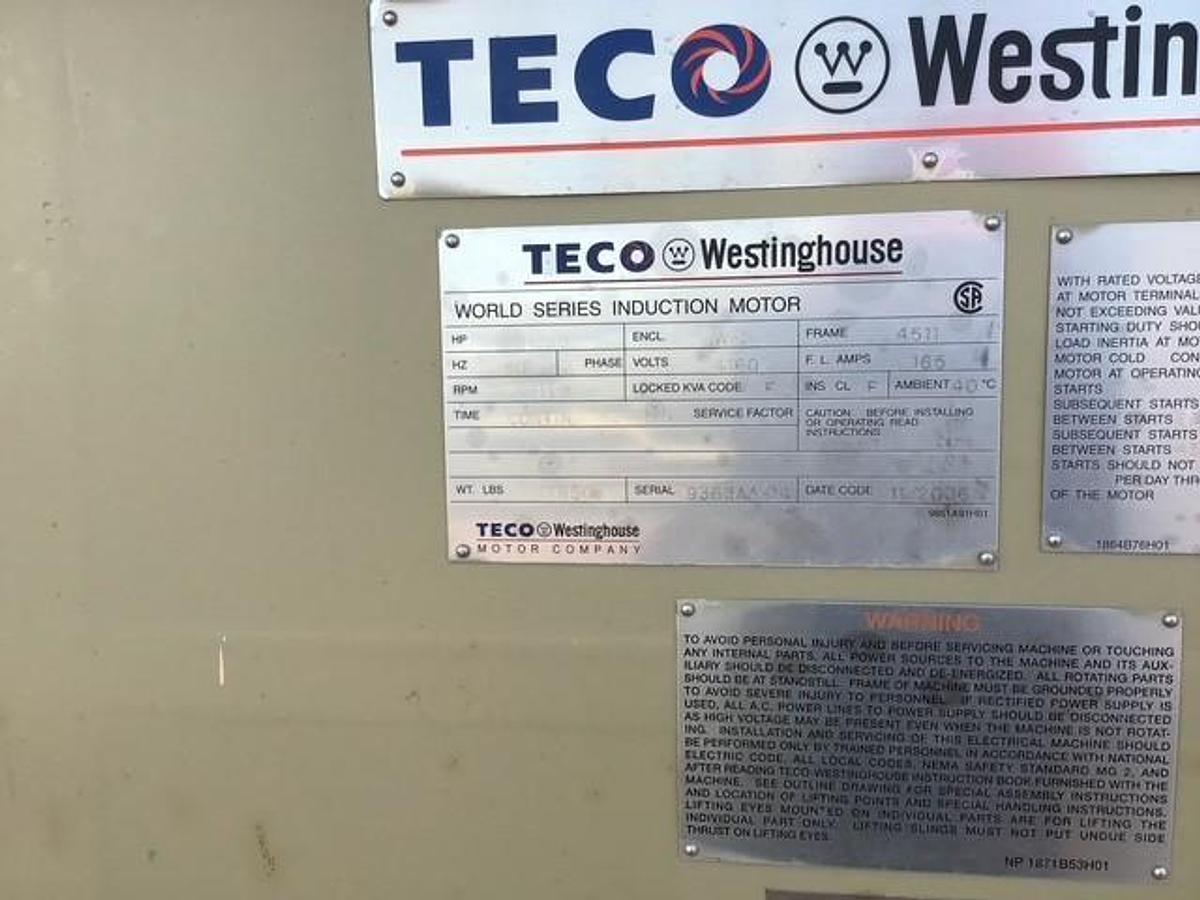 TECO W Westin
TECO W Westinghouse
WORLD SERIES INDUCTION MOTOR
HP ENCL. FRAME 4511
HZ PHASE VOLTS F. L. AMPS 165
RPM LOCKED KVA CODE F INS CL F AMBIENT 40 °C
TIME SERVICE FACTOR CAUTION: BEFORE INSTALLING
OR OPERATING READ
INSTRUCTIONS
WT. LBS SERIAL DATE CODE 11/2006
TECO W Westinghouse
MOTOR COMPANY
WITH RATED VOLTAGE
AT MOTOR TERMINAL
NOT EXCEEDING VAL
STARTING DUTY SHO
LOAD INERTIA AT MO
MOTOR COLD CON
MOTOR AT OPERATING
STARTS
SUBSEQUENT STARTS
BETWEEN STARTS
SUBSEQUENT STARTS
BETWEEN STARTS
STARTS SHOULD NOT
PER DAY THR
OF THE MOTOR
1864B76H01
WARNING
TO AVOID PERSONAL INJURY AND BEFORE SERVICING MACHINE OR TOUCHING
ANY INTERNAL PARTS, ALL POWER SOURCES TO THE MACHINE AND ITS AUX-
ILIARY SHOULD BE DISCONNECTED AND DE-ENERGIZED. ALL ROTATING PARTS
SHOULD BE AT STANDSTILL. FRAME OF MACHINE MUST BE GROUNDED PROPERLY
TO AVOID SEVERE INJURY TO PERSONNEL. IF RECTIFIED POWER SUPPLY IS
USED, ALL A.C. POWER LINES TO POWER SUPPLY SHOULD BE DISCONNECTED
AS HIGH VOLTAGE MAY BE PRESENT EVEN WHEN THE MACHINE IS NOT ROTAT-
ING. INSTALLATION AND SERVICING OF THIS ELECTRICAL MACHINE SHOULD
BE PERFORMED ONLY BY TRAINED PERSONNEL IN ACCORDANCE WITH NATIONAL
ELECTRIC CODE, ALL LOCAL CODES, NEMA SAFETY STANDARD MG 2, AND
AFTER READING TECO-WESTINGHOUSE INSTRUCTION BOOK FURNISHED WITH THE
MACHINE. SEE OUTLINE DRAWING FOR SPECIAL ASSEMBLY INSTRUCTIONS
AND LOCATION OF LIFTING POINTS AND SPECIAL HANDLING INSTRUCTIONS.
LIFTING EYES MOUNTED ON INDIVIDUAL PARTS ARE FOR LIFTING THE
INDIVIDUAL PART ONLY. LIFTING SLINGS MUST NOT PUT UNDUE SIDE
THRUST ON LIFTING EYES.
NP 1871B53H01